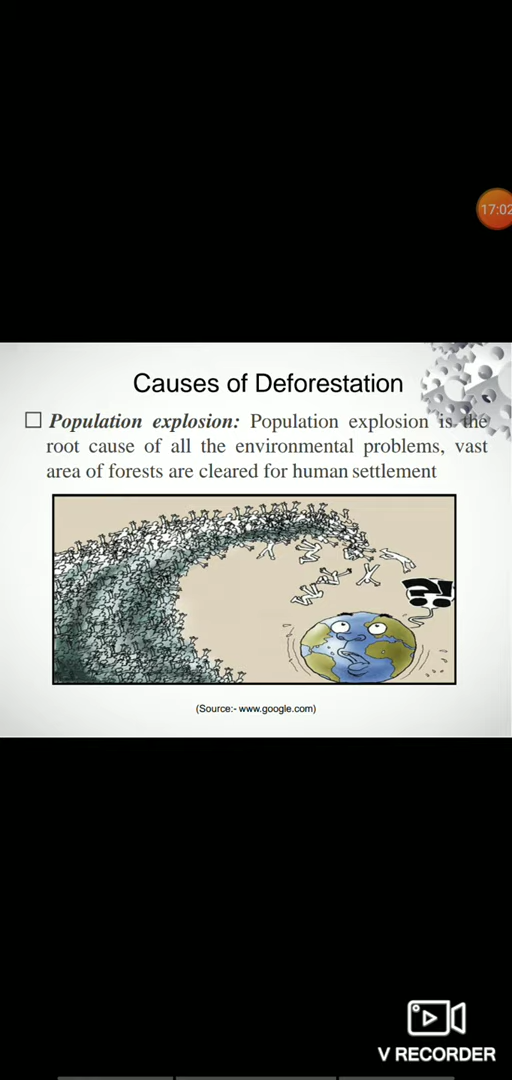 17:02
Causes of Deforestation
☐ Population explosion: Population explosion is the
root cause of all the environmental problems, vast
area of forests are cleared for human settlement
(Source:- www.google.com)
V RECORDER